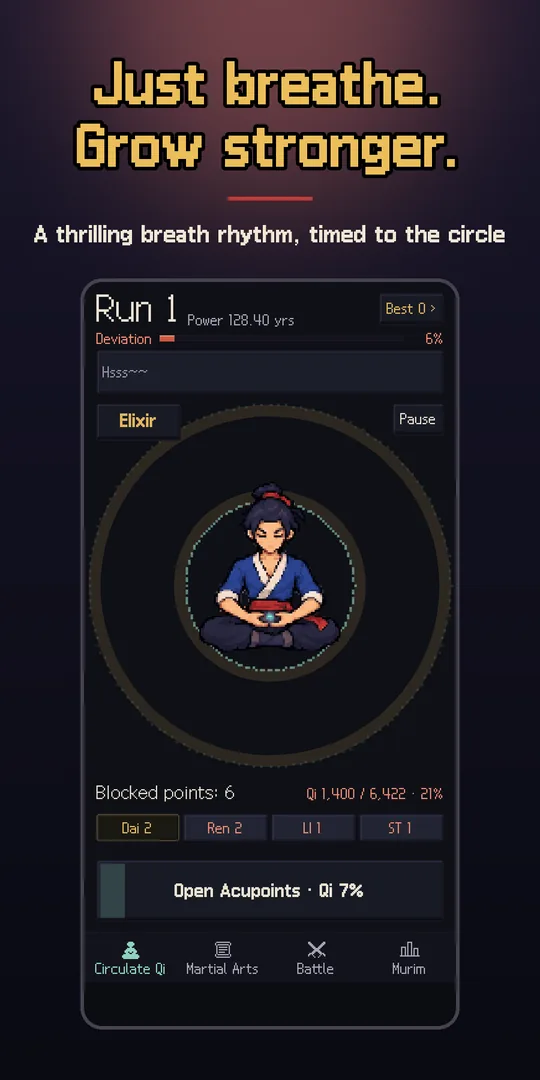 Just breathe.
Grow stronger.
A thrilling breath rhythm, timed to the circle
Run 1 Power 128.40 yrs Best 0 >
Deviation 6%
Hsss~~
Elixir Pause
Blocked points: 6 Qi 1,400 / 6,422 · 21%
Dai 2 Ren 2 LI 1 ST 1
Open Acupoints · Qi 7%
Circulate Qi Martial Arts Battle Murim